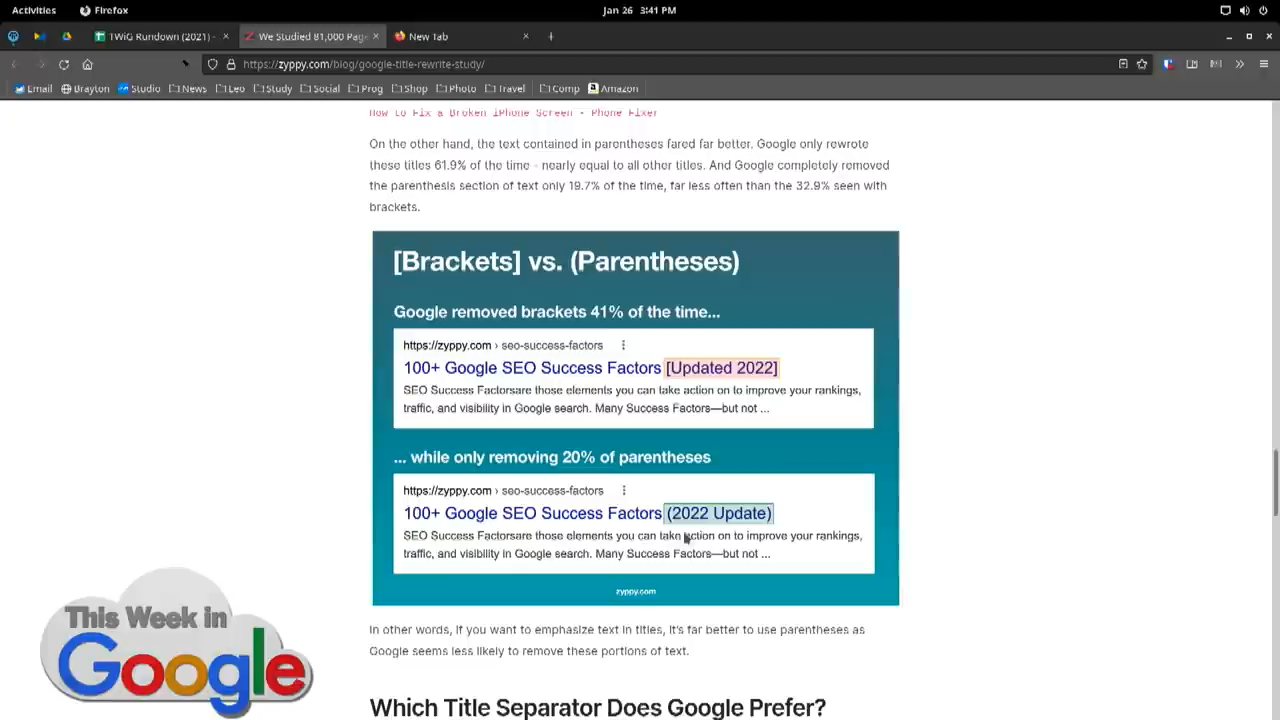 Activities
Firefox
Jan 26 3:41 PM
TWiG Rundown (2021) -
We Studied 81,000 Page
New Tab
https://zyppy.com/blog/google-title-rewrite-study/
Email
Brayton
Studio
News
Leo
Study
Social
Prog
Shop
Photo
Travel
Comp
Amazon
How to Fix a Broken iPhone Screen - Phone Fixer
On the other hand, the text contained in parentheses fared far better. Google only rewrote
these titles 61.9% of the time - nearly equal to all other titles. And Google completely removed
the parenthesis section of text only 19.7% of the time, far less often than the 32.9% seen with
brackets.
[Brackets] vs. (Parentheses)
Google removed brackets 41% of the time...
https://zyppy.com › seo-success-factors
100+ Google SEO Success Factors [Updated 2022]
SEO Success Factorsare those elements you can take action on to improve your rankings,
traffic, and visibility in Google search. Many Success Factors—but not ...
... while only removing 20% of parentheses
https://zyppy.com › seo-success-factors
100+ Google SEO Success Factors (2022 Update)
SEO Success Factorsare those elements you can take action on to improve your rankings,
traffic, and visibility in Google search. Many Success Factors—but not ...
zyppy.com
In other words, if you want to emphasize text in titles, it's far better to use parentheses as
Google seems less likely to remove these portions of text.
Which Title Separator Does Google Prefer?
This Week in
Google